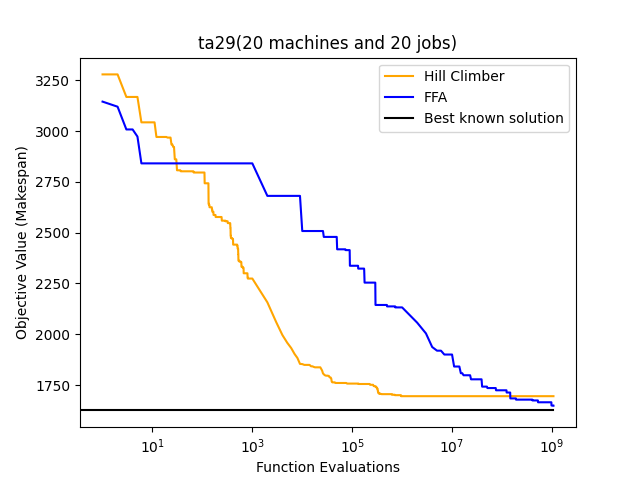 ta29(20 machines and 20 jobs)
Hill Climber
FFA
Best known solution
Objective Value (Makespan)
3250
3000
2750
2500
2250
2000
1750
10^1 10^3 10^5 10^7 10^9
Function Evaluations